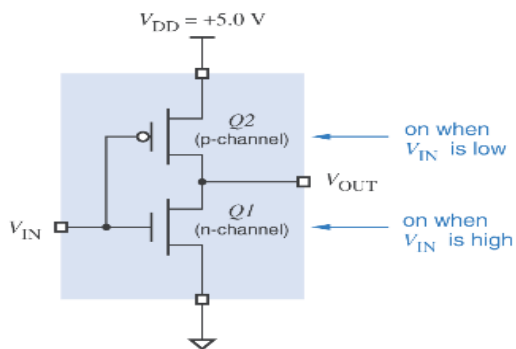 VDD = +5.0 V
Q2
(p-channel)
on when
VIN is low
VOUT
VIN
Q1
(n-channel)
on when
VIN is high